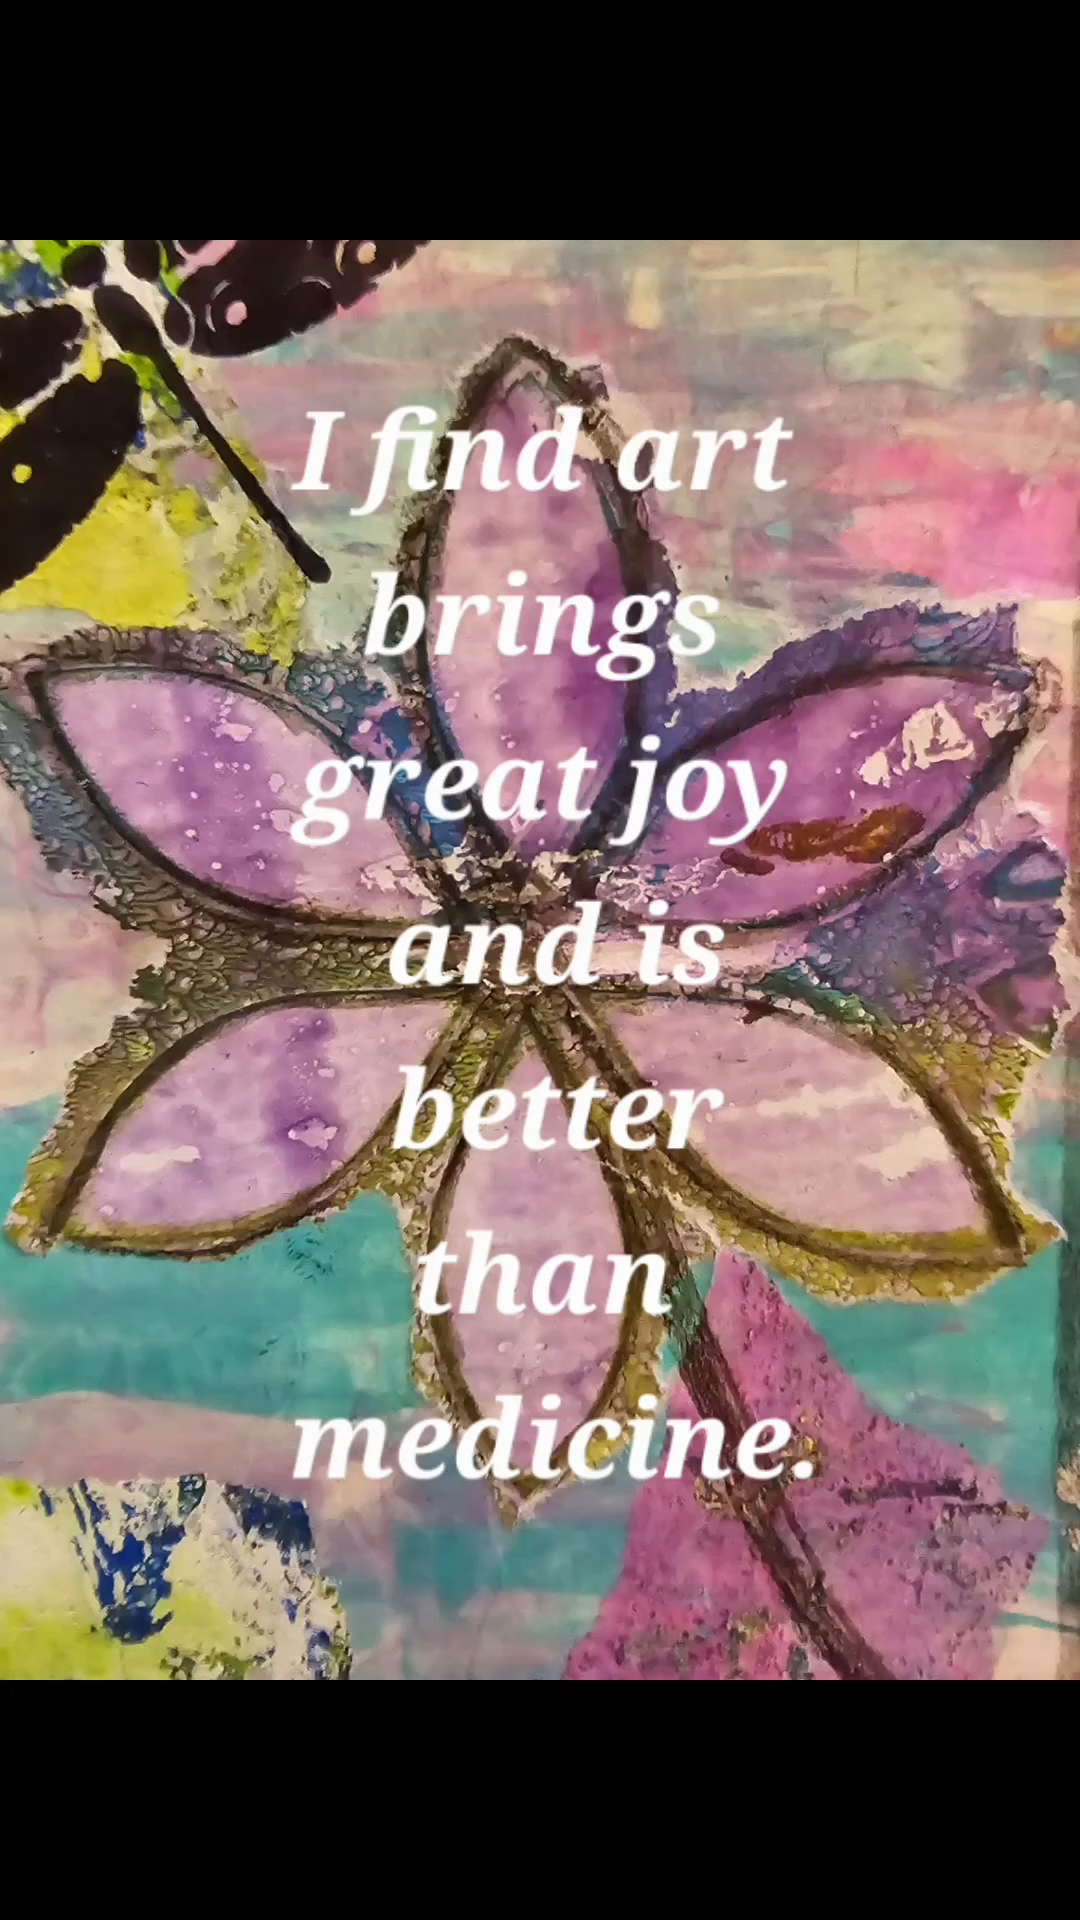 I find art
brings
great joy
and is
better
than
medicine.